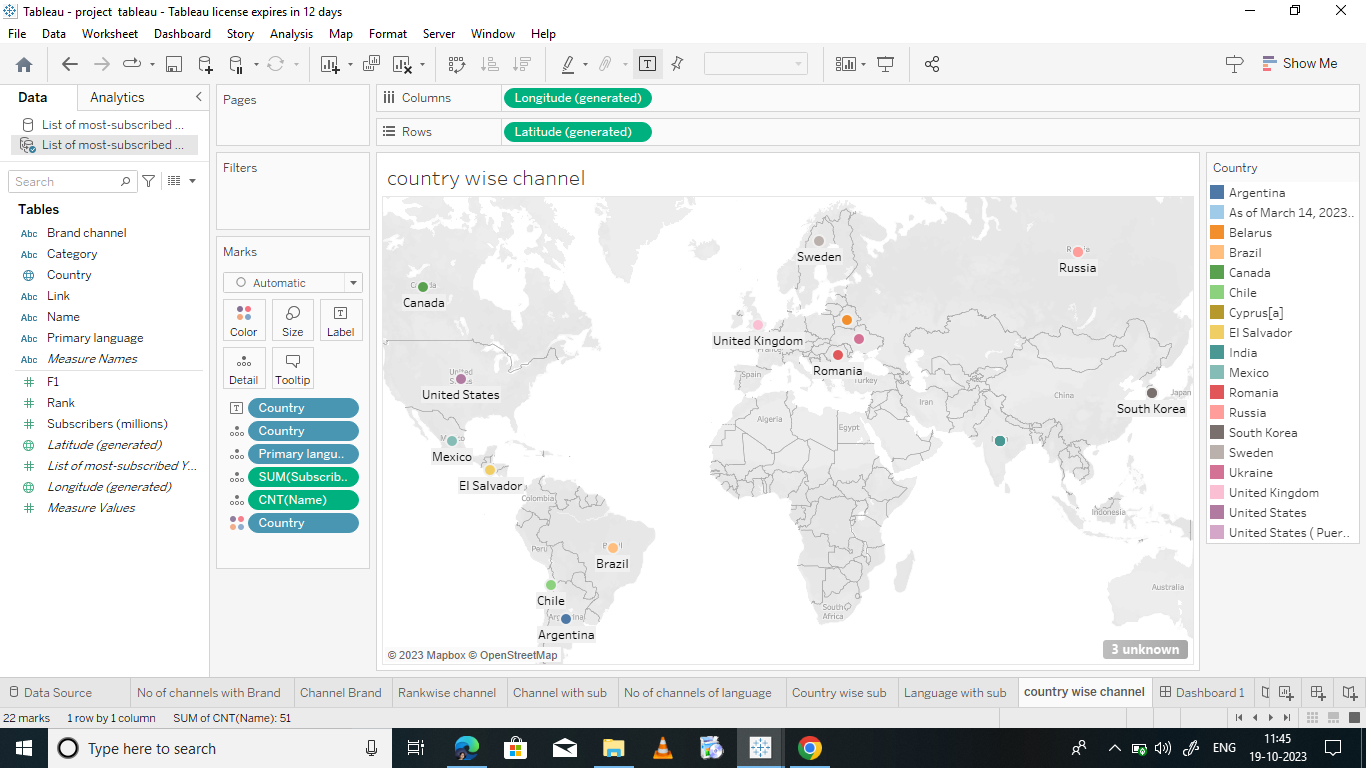 Tableau - project tableau - Tableau license expires in 12 days
File Data Worksheet Dashboard Story Analysis Map Format Server Window Help
Show Me
Data Analytics
List of most-subscribed ...
List of most-subscribed ...
Search
Tables
Abc Brand channel
Abc Category
Country
Abc Link
Abc Name
Abc Primary language
Abc Measure Names
F1
Rank
Subscribers (millions)
Latitude (generated)
List of most-subscribed Y...
Longitude (generated)
Measure Values
Pages
Filters
Marks
Automatic
Color Size Label
Detail Tooltip
Country
Country
Primary langu..
SUM(Subscrib..
CNT(Name)
Country
Columns Longitude (generated)
Rows Latitude (generated)
country wise channel
Sweden
Russia
Canada
United Kingdom
France
Romania
Spain
Turkey
United States
South Korea
Japan
China
Iran
Algeria
Egypt
Mexico
El Salvador
Colombia
Indonesia
Peru
Brazil
Chile
Australia
South
Africa
Argentina
© 2023 Mapbox © OpenStreetMap
3 unknown
Country
Argentina
As of March 14, 2023..
Belarus
Brazil
Canada
Chile
Cyprus[a]
El Salvador
India
Mexico
Romania
Russia
South Korea
Sweden
Ukraine
United Kingdom
United States
United States ( Puer..
Data Source No of channels with Brand Channel Brand Rankwise channel Channel with sub No of channels of language Country wise sub Language with sub country wise channel Dashboard 1
22 marks 1 row by 1 column SUM of CNT(Name): 51
Type here to search
ENG
11:45
19-10-2023